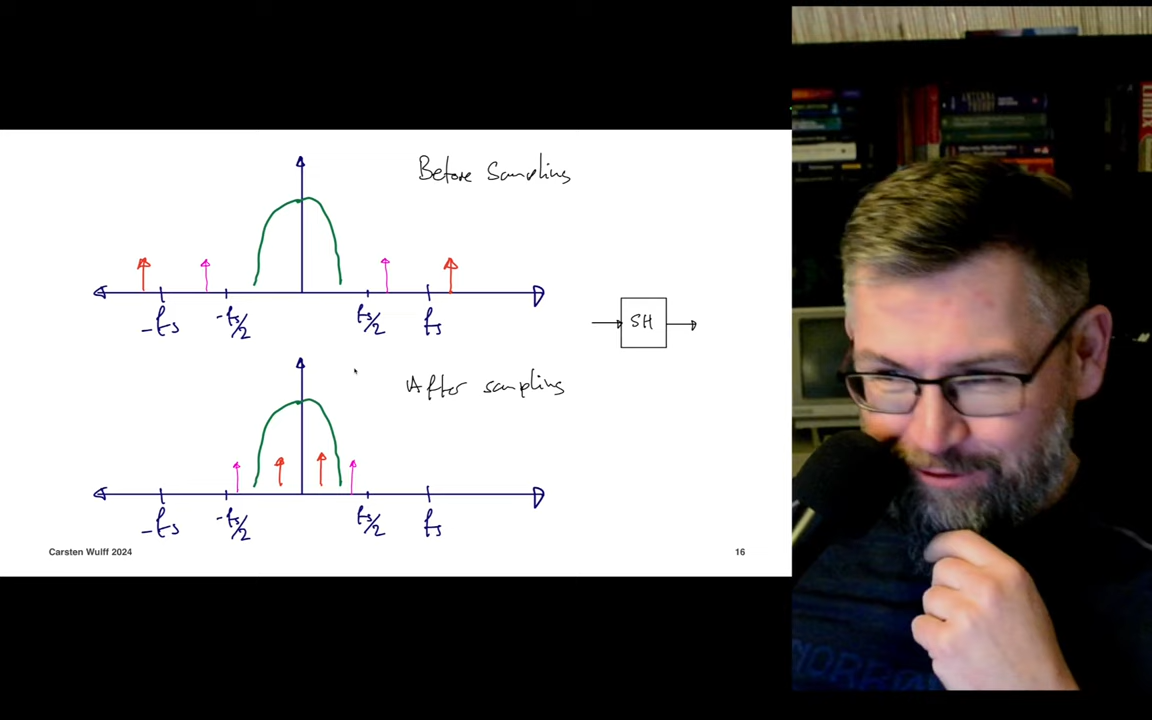 Before Sampling
-fs -fs/2 fs/2 fs
SH
After sampling
-fs -fs/2 fs/2 fs
Carsten Wulff 2024
16